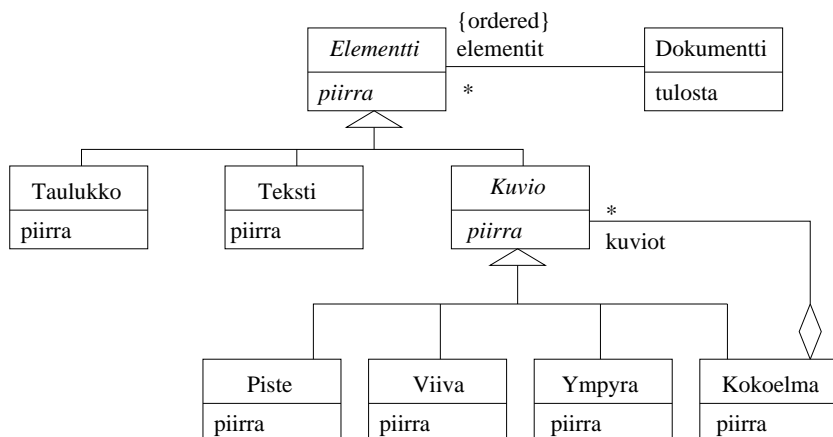 {ordered}
Elementti
elementit
Dokumentti
piirra
*
tulosta
Taulukko
Teksti
Kuvio
piirra
piirra
piirra
*
kuviot
Piste
Viiva
Ympyra
Kokoelma
piirra
piirra
piirra
piirra